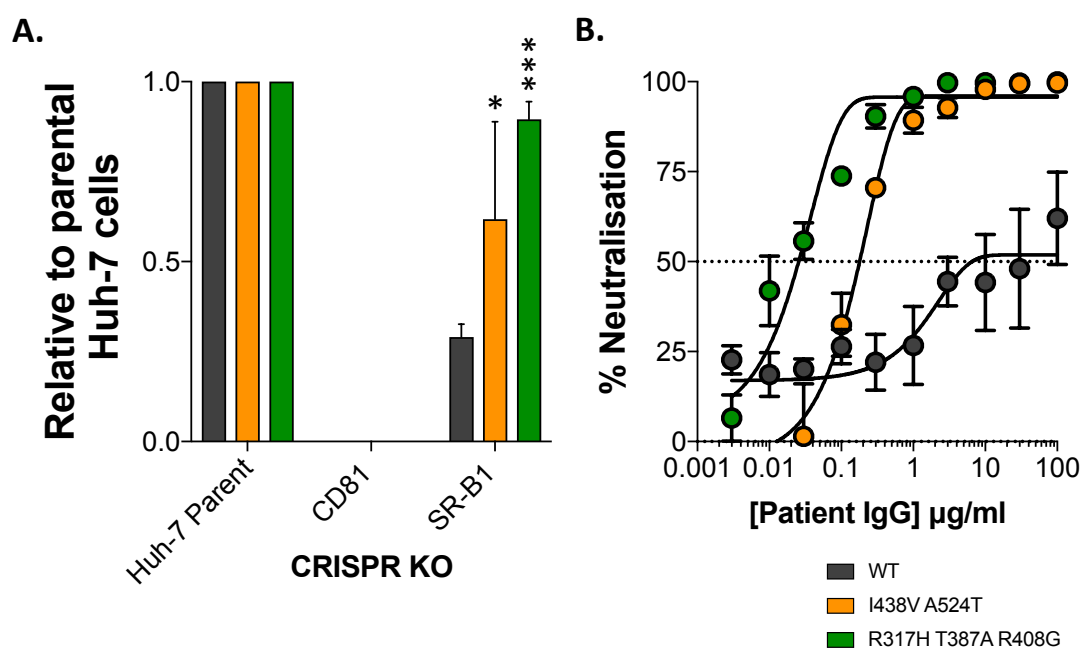 A.
Relative to parental
Huh-7 cells
1.0
0.5
0.0
*
***
Huh-7 Parent
CD81
SR-B1
CRISPR KO
B.
% Neutralisation
100
75
50
25
0
0.001
0.01
0.1
1
10
100
[Patient IgG] µg/ml
WT
I438V A524T
R317H T387A R408G